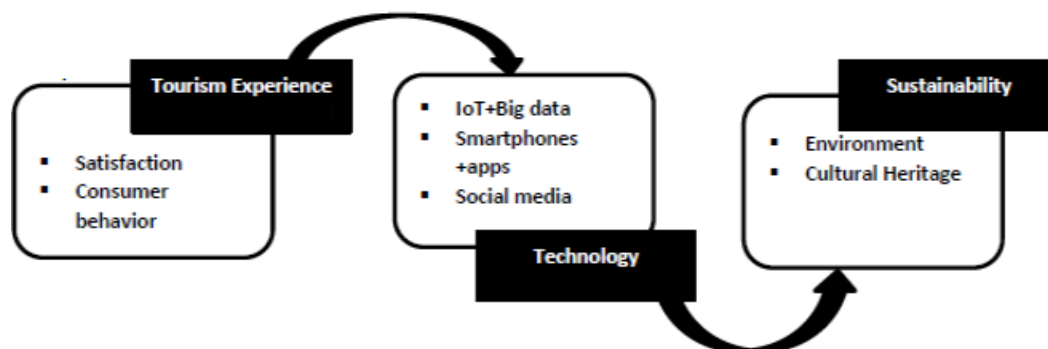 Tourism Experience
▪ Satisfaction
▪ Consumer
behavior
▪ IoT+Big data
▪ Smartphones
+apps
▪ Social media
Technology
Sustainability
▪ Environment
▪ Cultural Heritage